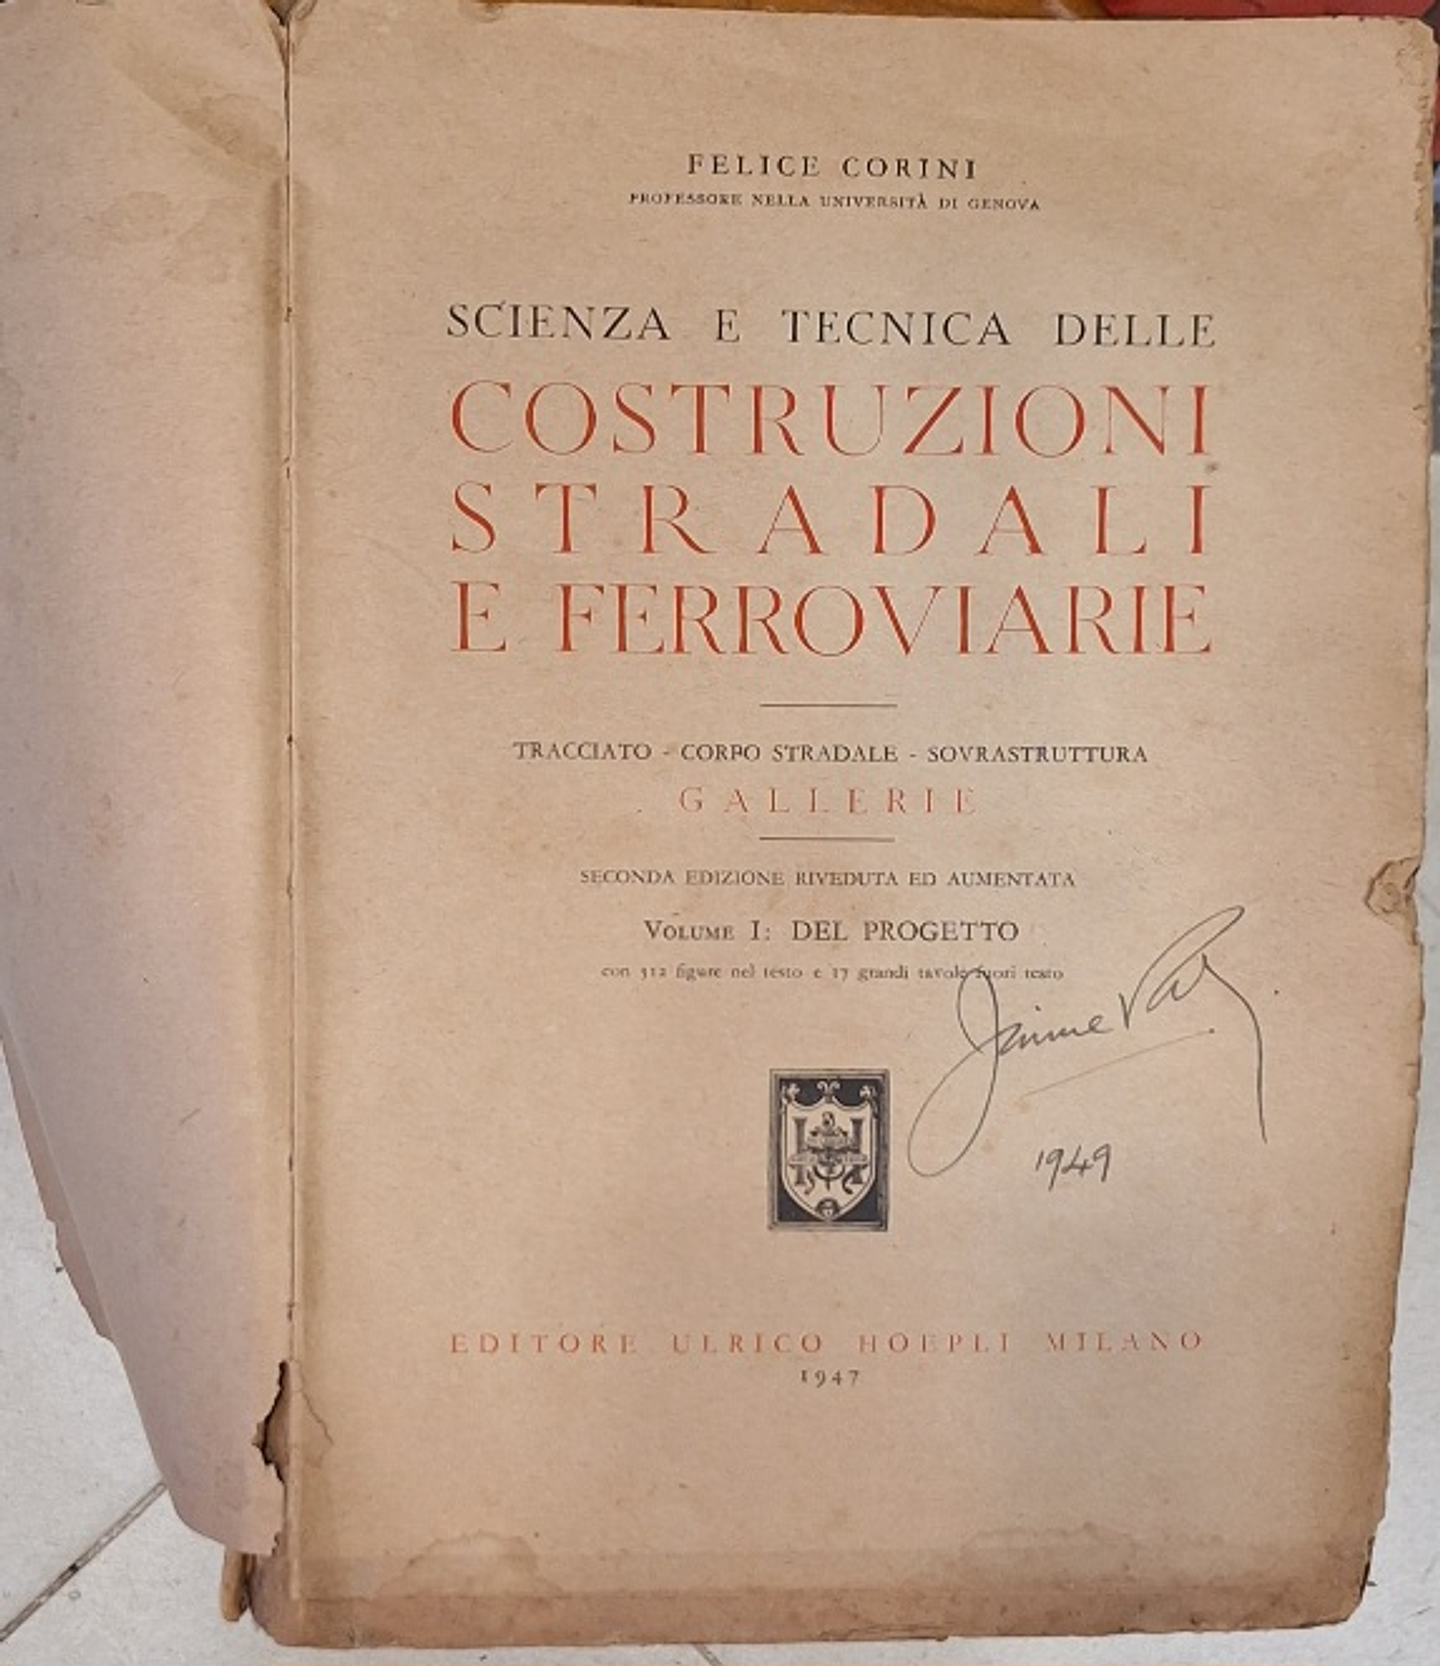 FELICE CORINI
PROFESSORE NELLA UNIVERSITÀ DI GENOVA
SCIENZA E TECNICA DELLE
COSTRUZIONI
STRADALI
E FERROVIARIE
TRACCIATO - CORPO STRADALE - SOVRASTRUTTURA
GALLERIE
SECONDA EDIZIONE RIVEDUTA ED AUMENTATA
VOLUME I: DEL PROGETTO
con 512 figure nel testo e 17 grandi tavole fuori testo
Jaime
1949
EDITORE ULRICO HOEPLI MILANO
1947